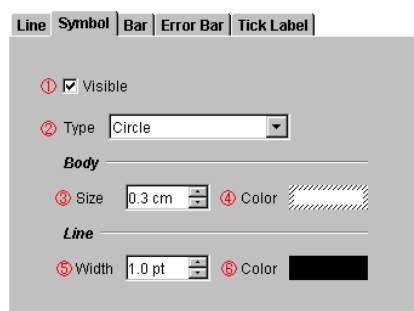 Line Symbol Bar Error Bar Tick Label
① Visible
② Type Circle
Body
③ Size 0.3 cm ④ Color
Line
⑤ Width 1.0 pt ⑥ Color